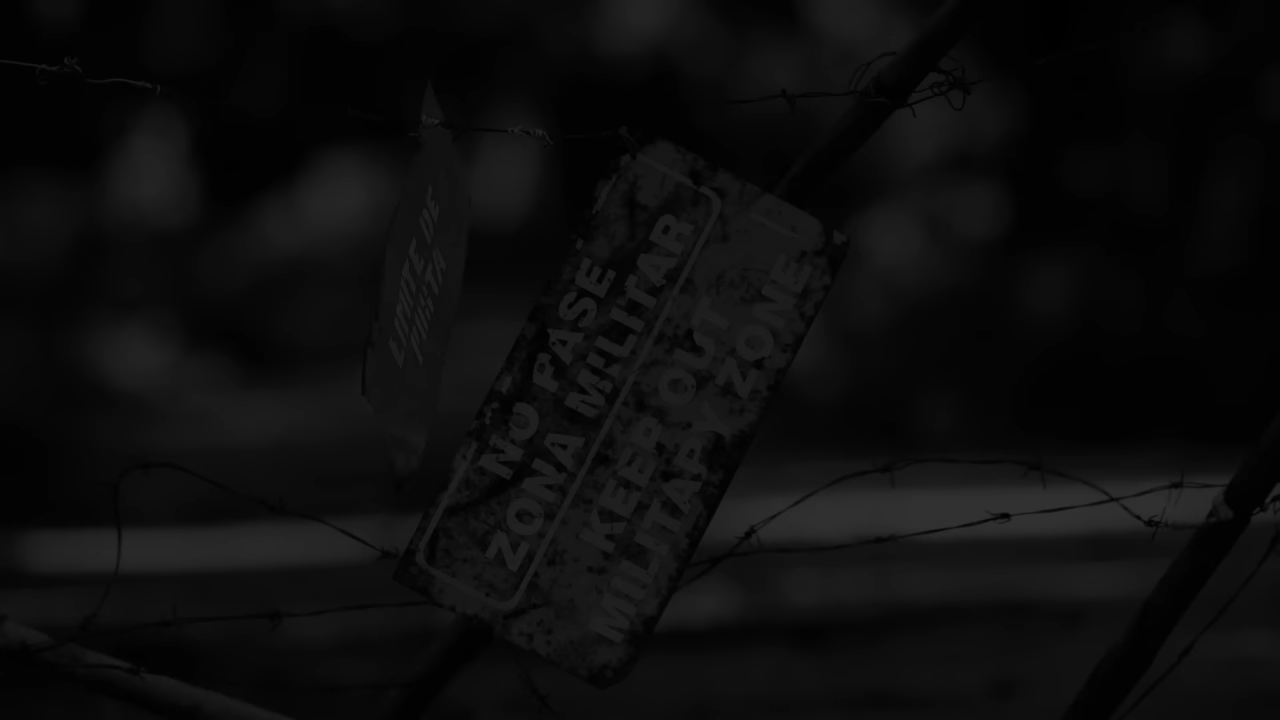 LIMITE DE
PISTA
NO PASE
ZONA MILITAR
KEEP OUT
MILITARY ZONE